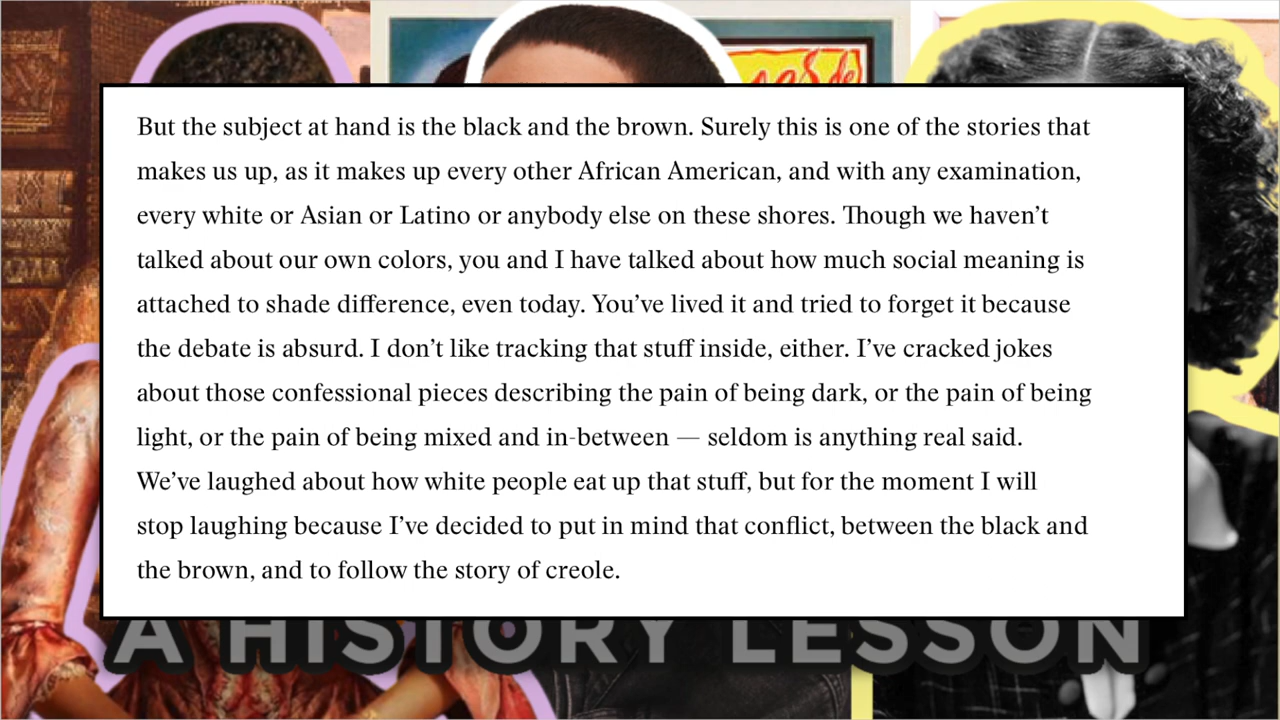 But the subject at hand is the black and the brown. Surely this is one of the stories that
makes us up, as it makes up every other African American, and with any examination,
every white or Asian or Latino or anybody else on these shores. Though we haven’t
talked about our own colors, you and I have talked about how much social meaning is
attached to shade difference, even today. You’ve lived it and tried to forget it because
the debate is absurd. I don’t like tracking that stuff inside, either. I’ve cracked jokes
about those confessional pieces describing the pain of being dark, or the pain of being
light, or the pain of being mixed and in-between — seldom is anything real said.
We’ve laughed about how white people eat up that stuff, but for the moment I will
stop laughing because I’ve decided to put in mind that conflict, between the black and
the brown, and to follow the story of creole.
A HISTORY LESSON